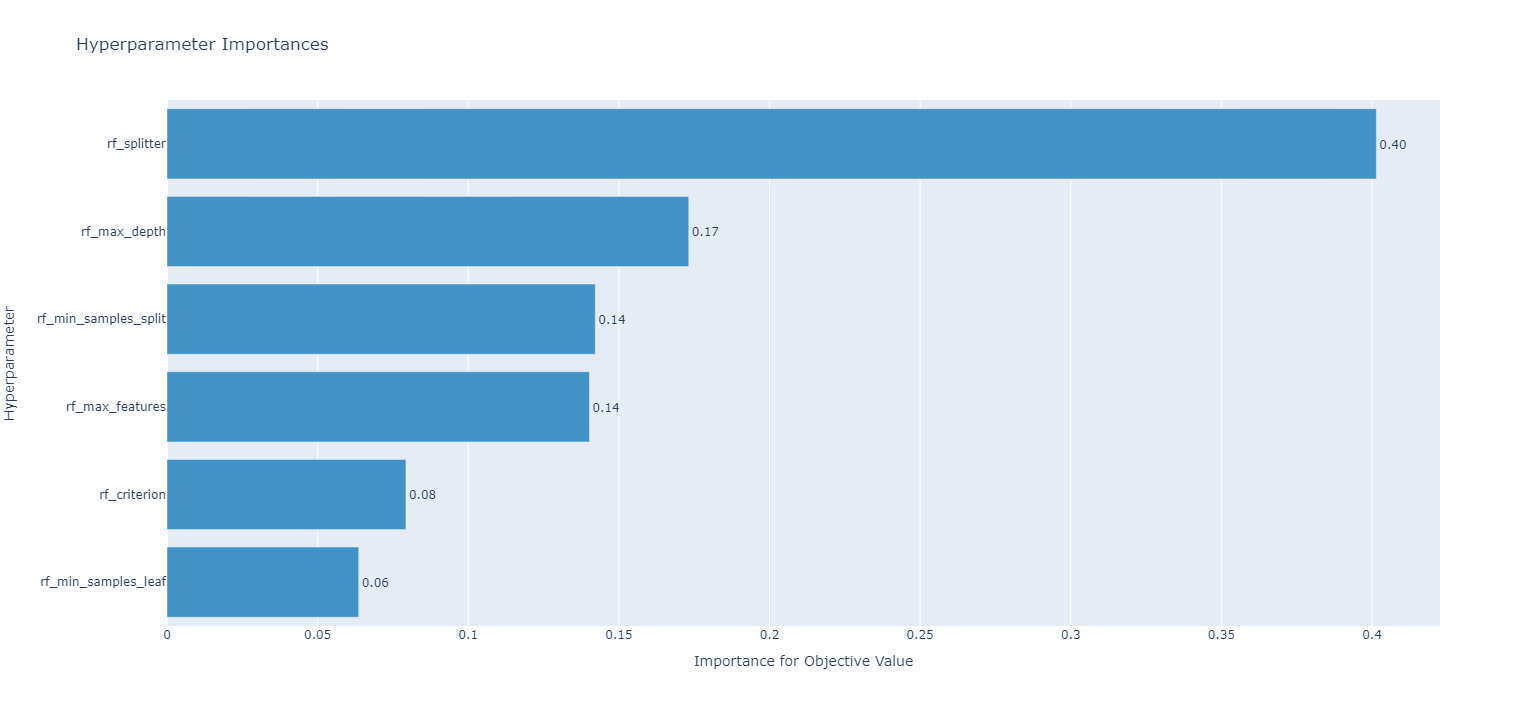 Hyperparameter Importances
rf_splitter
0.40
rf_max_depth
0.17
rf_min_samples_split
0.14
rf_max_features
0.14
rf_criterion
0.08
rf_min_samples_leaf
0.06
Hyperparameter
0 0.05 0.1 0.15 0.2 0.25 0.3 0.35 0.4
Importance for Objective Value